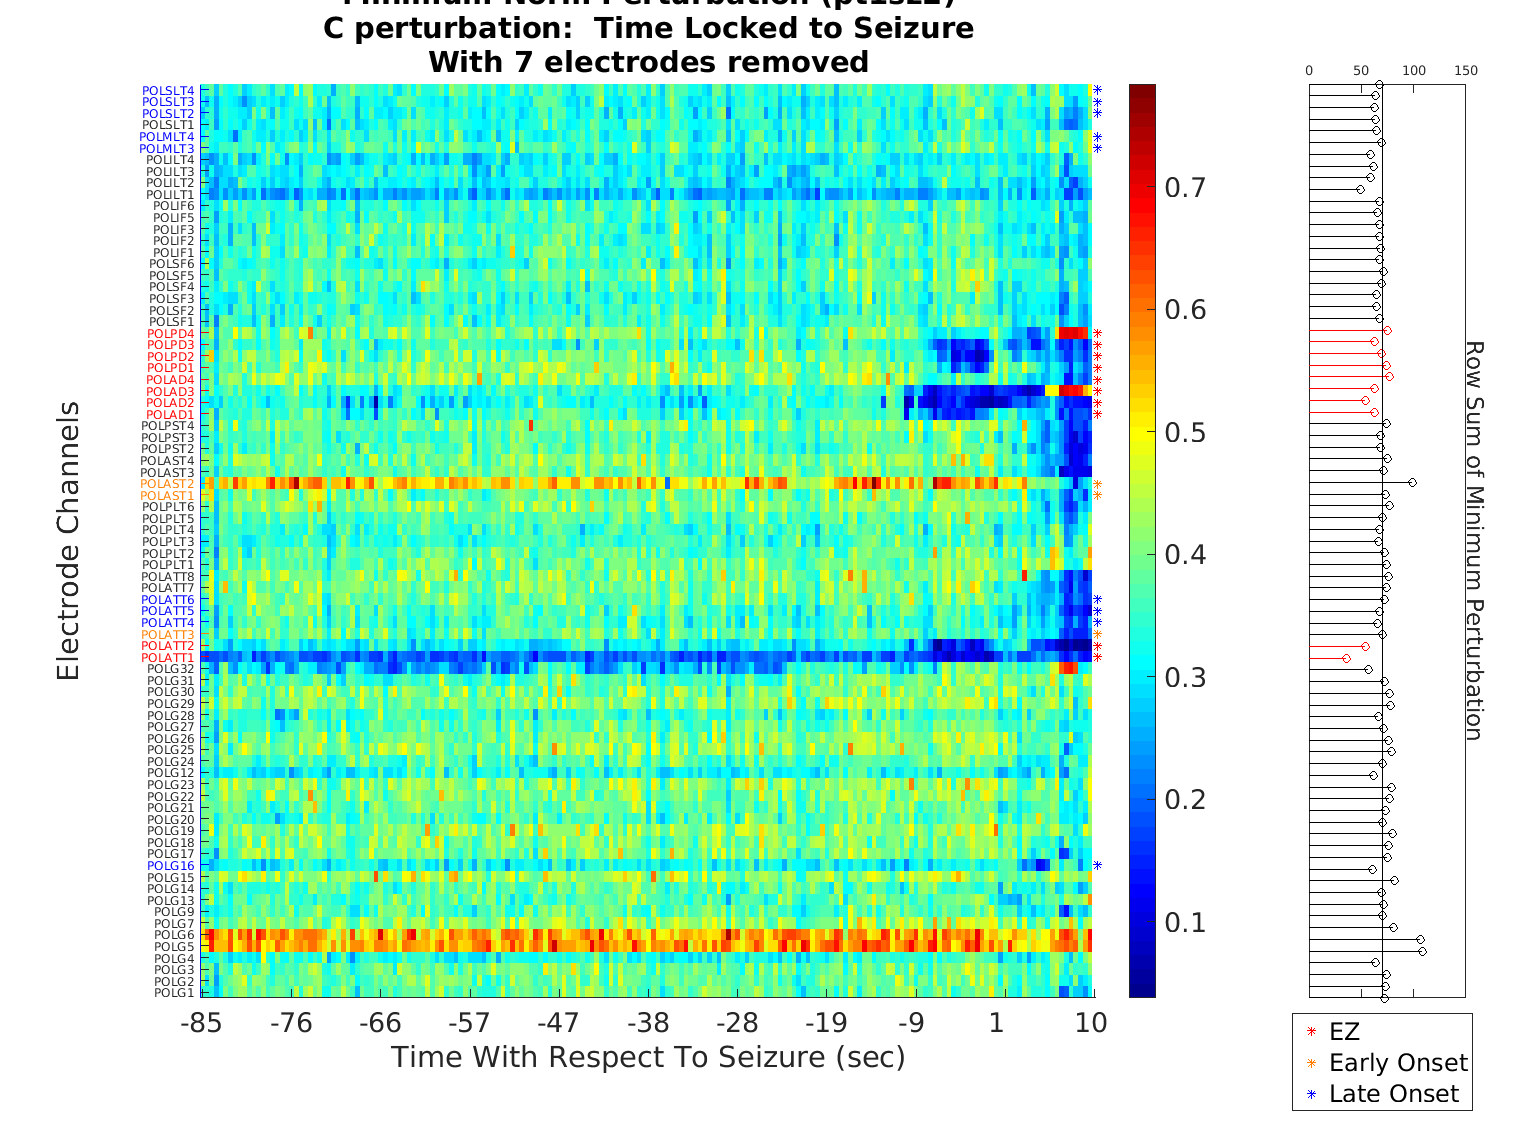 Minimum Norm Perturbation (pt1sz2)
C perturbation: Time Locked to Seizure
With 7 electrodes removed
POLSLT4
POLSLT3
POLSLT2
POLSLT1
POLMLT4
POLMLT3
POLILT4
POLILT3
POLILT2
POLILT1
POLIF6
POLIF5
POLIF3
POLIF2
POLIF1
POLSF6
POLSF5
POLSF4
POLSF3
POLSF2
POLSF1
POLPD4
POLPD3
POLPD2
POLPD1
POLAD4
POLAD3
POLAD2
POLAD1
POLPST4
POLPST3
POLPST2
POLAST4
POLAST3
POLAST2
POLAST1
POLPLT6
POLPLT5
POLPLT4
POLPLT3
POLPLT2
POLPLT1
POLATT8
POLATT7
POLATT6
POLATT5
POLATT4
POLATT3
POLATT2
POLATT1
POLG32
POLG31
POLG30
POLG29
POLG28
POLG27
POLG26
POLG25
POLG24
POLG12
POLG23
POLG22
POLG21
POLG20
POLG19
POLG18
POLG17
POLG16
POLG15
POLG14
POLG13
POLG9
POLG7
POLG6
POLG5
POLG4
POLG3
POLG2
POLG1
Electrode Channels
-85 -76 -66 -57 -47 -38 -28 -19 -9 1 10
Time With Respect To Seizure (sec)
0.7
0.6
0.5
0.4
0.3
0.2
0.1
0 50 100 150
Row Sum of Minimum Perturbation
EZ
Early Onset
Late Onset